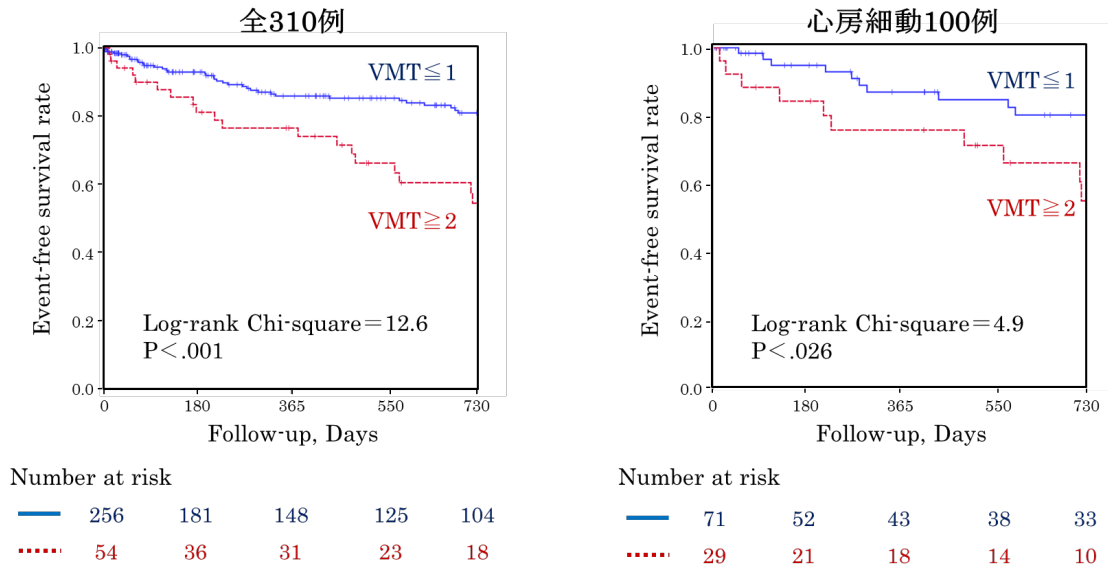 全310例
1.0
0.8
0.6
0.4
0.2
0.0
Event-free survival rate
VMT≦1
VMT≧2
Log-rank Chi-square＝12.6
P＜.001
0 180 365 550 730
Follow-up, Days
Number at risk
256 181 148 125 104
54 36 31 23 18
心房細動100例
1.0
0.8
0.6
0.4
0.2
0.0
Event-free survival rate
VMT≦1
VMT≧2
Log-rank Chi-square＝4.9
P＜.026
0 180 365 550 730
Follow-up, Days
Number at risk
71 52 43 38 33
29 21 18 14 10